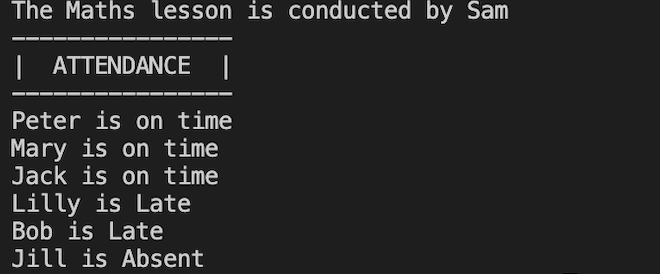 The Maths lesson is conducted by Sam
----------------
|  ATTENDANCE  |
----------------
Peter is on time
Mary is on time
Jack is on time
Lilly is Late
Bob is Late
Jill is Absent